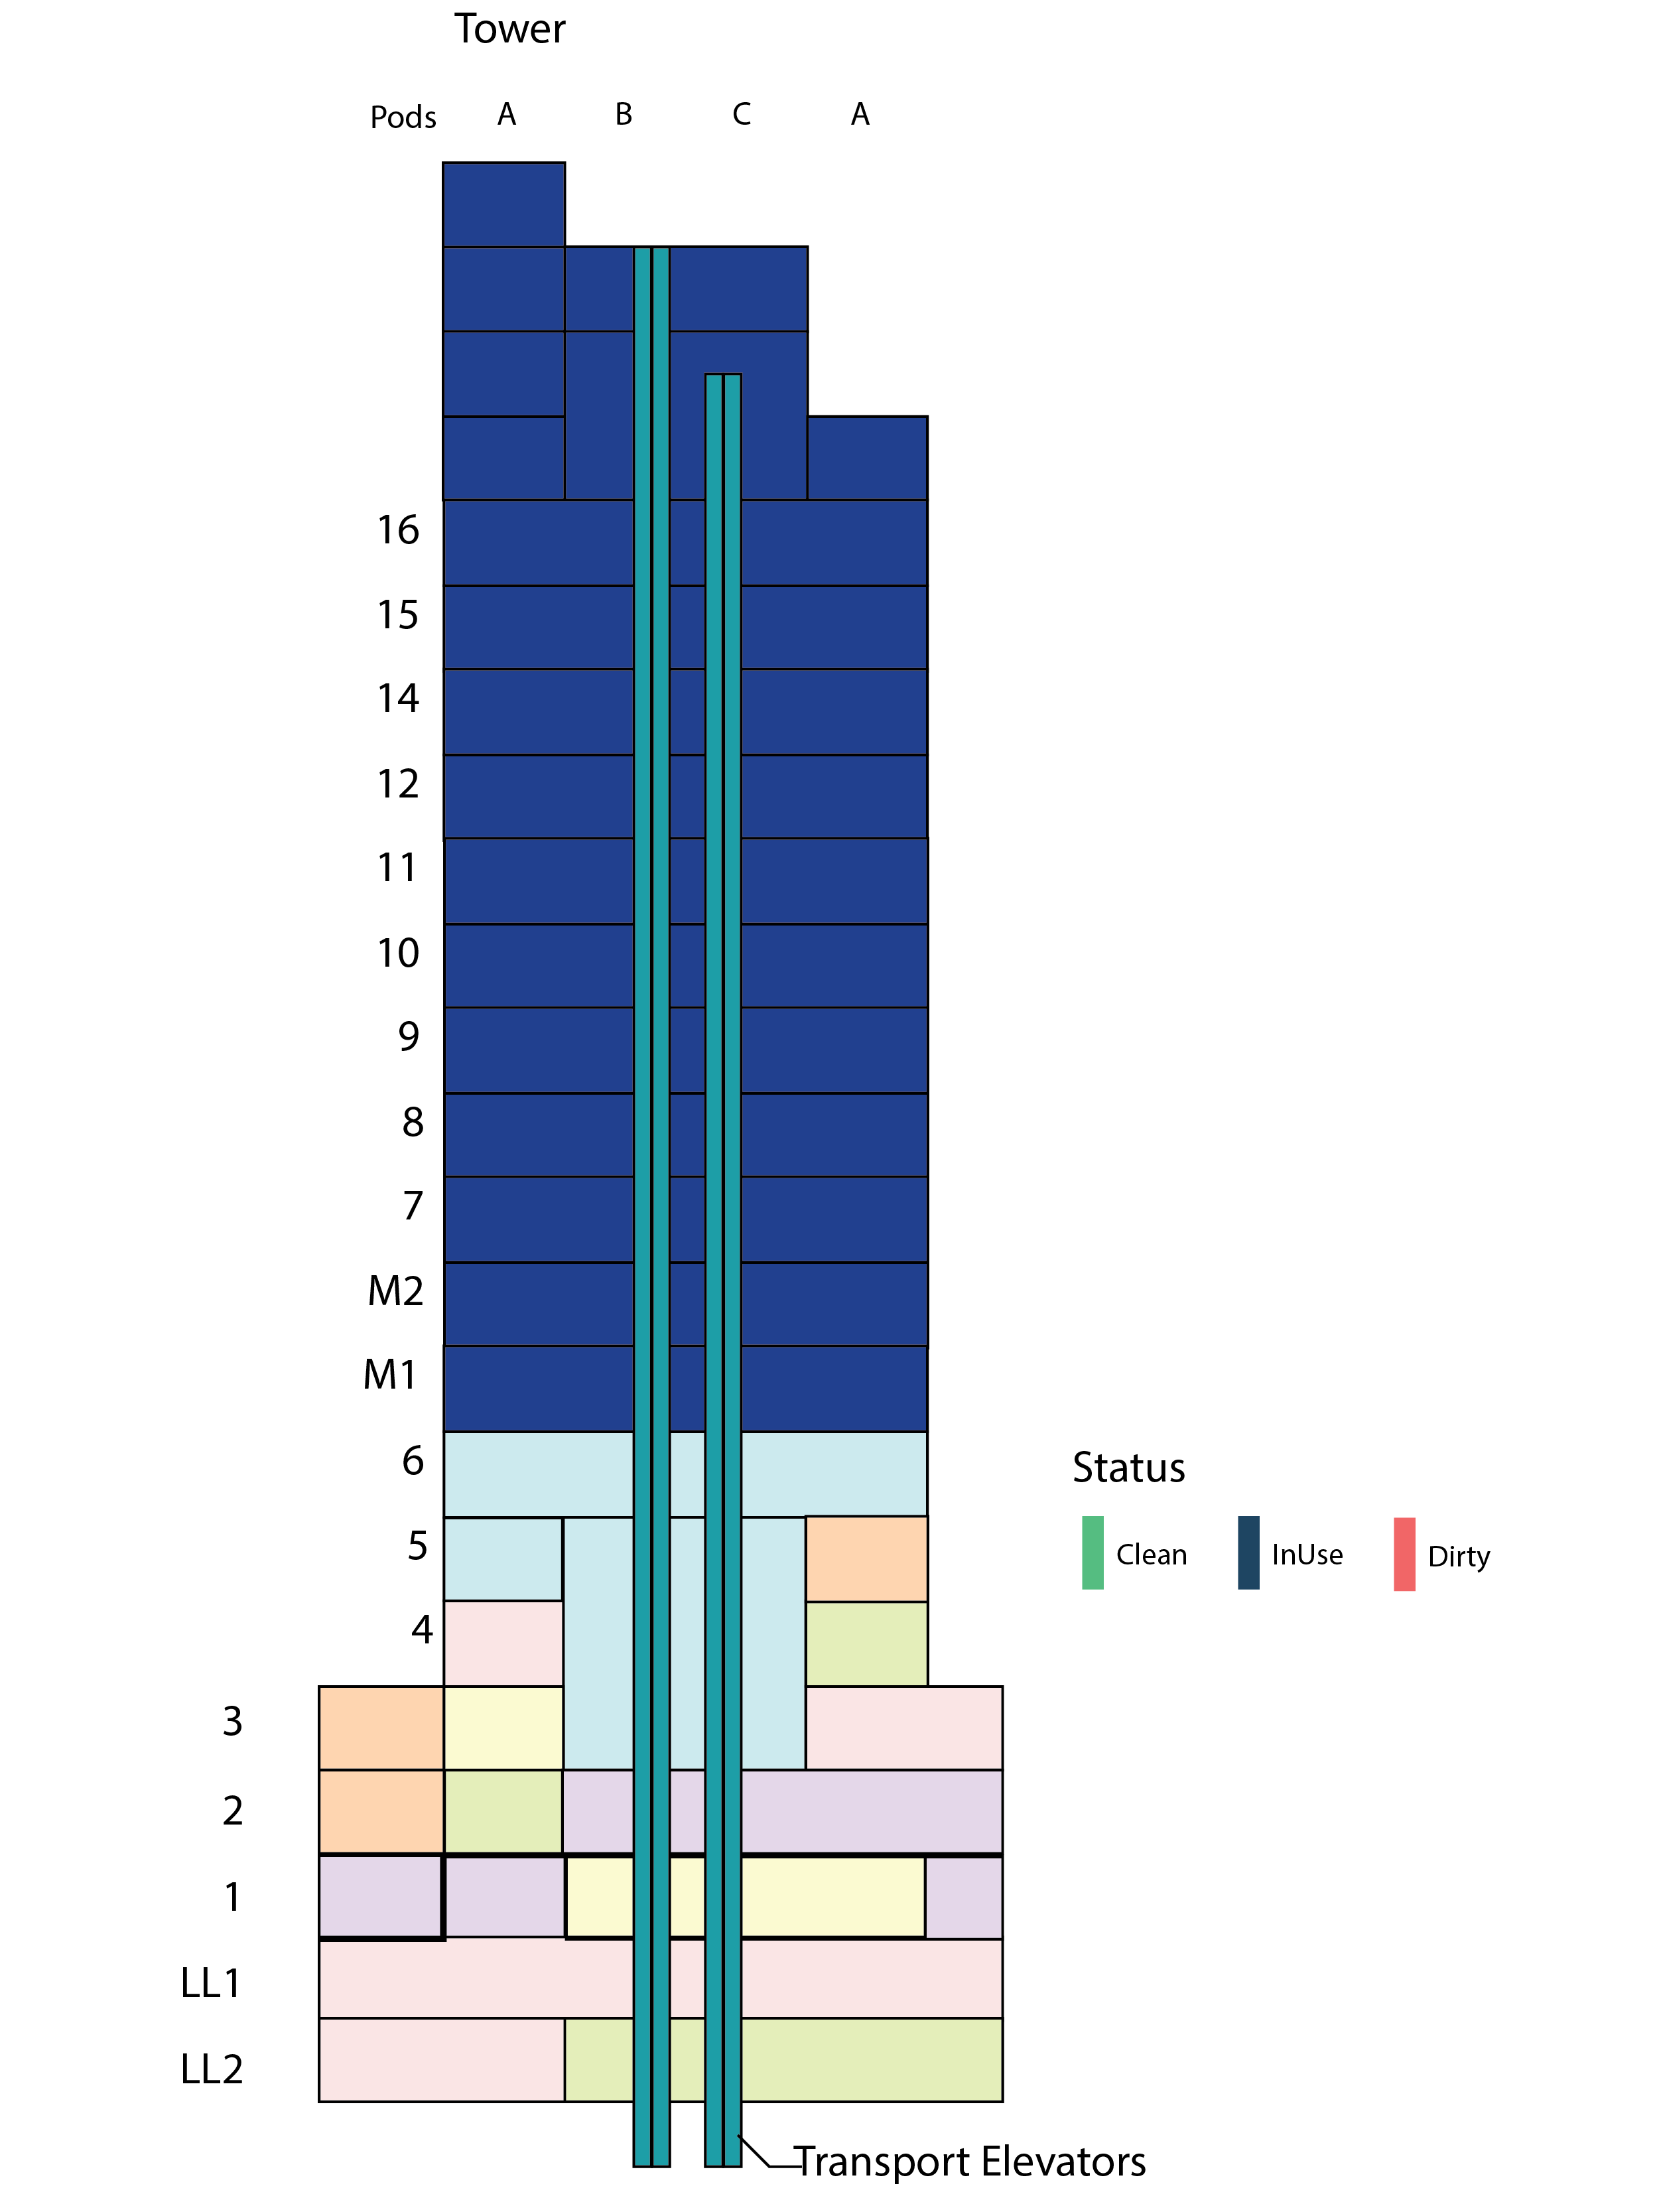 Tower
Pods A B C A
16
15
14
12
11
10
9
8
7
M2
M1
6
Status
5
Clean InUse Dirty
4
3
2
1
LL1
LL2
Transport Elevators